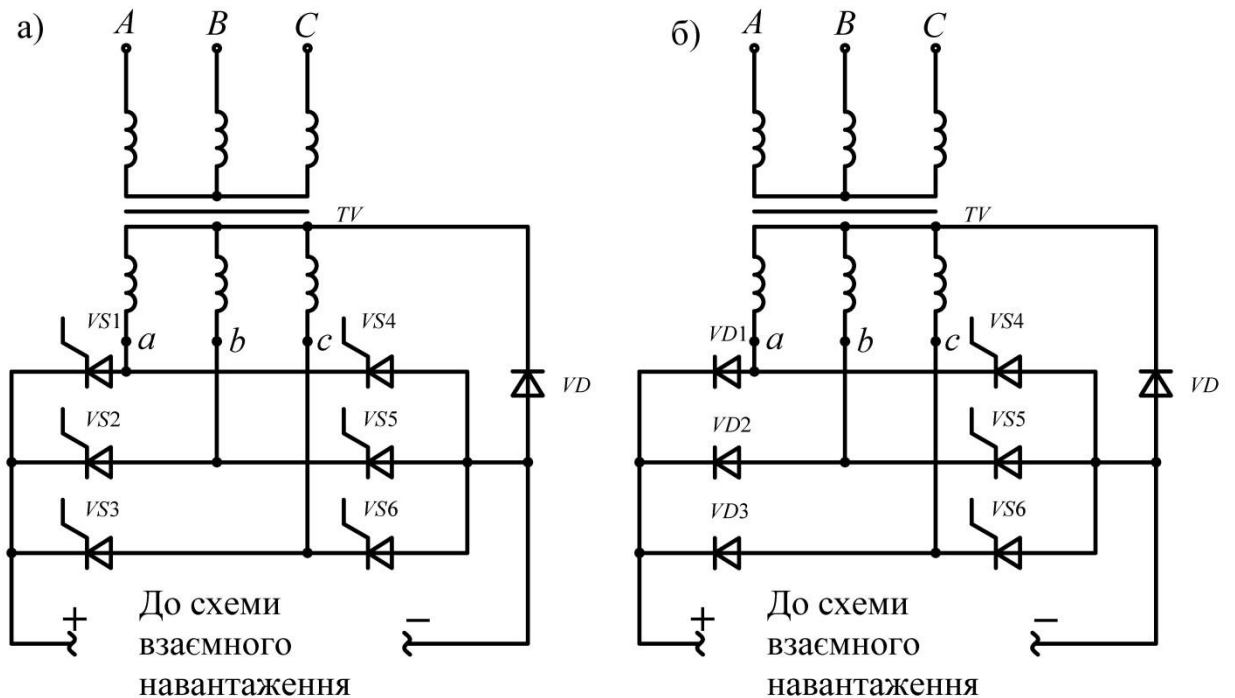 а)
A B C
TV
VS1
a b c
VS4
VD
VS2
VS5
VS3
VS6
+ До схеми −
взаємного
навантаження
б)
A B C
TV
VD1
a b c
VS4
VD
VD2
VS5
VD3
VS6
+ До схеми −
взаємного
навантаження